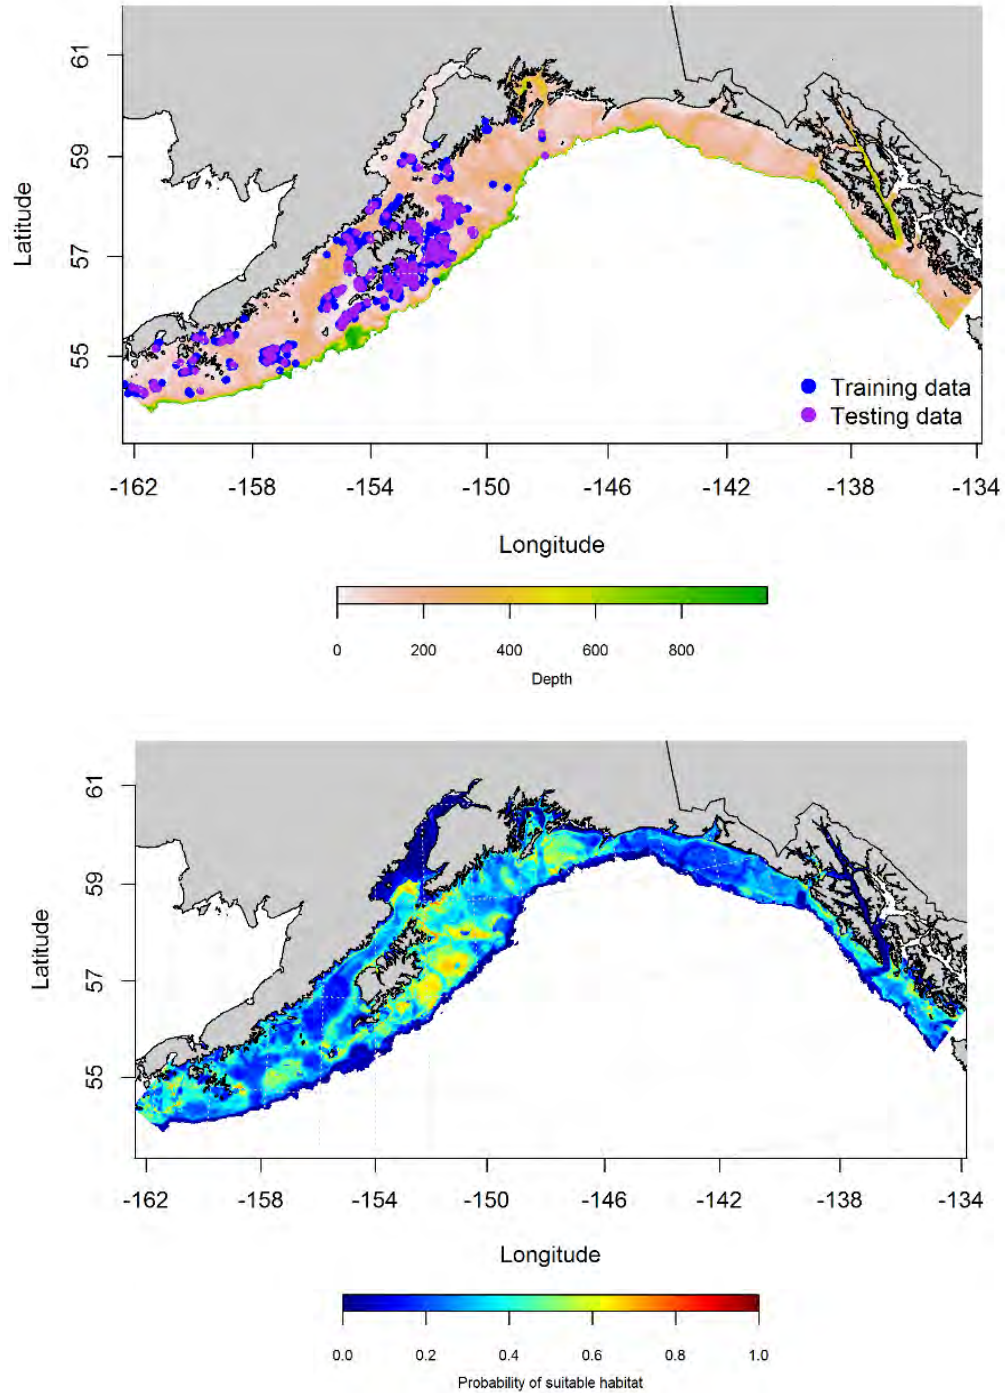 61
59
57
55
Latitude
Training data
Testing data
-162 -158 -154 -150 -146 -142 -138 -134
Longitude
0 200 400 600 800
Depth
61
59
57
55
Latitude
-162 -158 -154 -150 -146 -142 -138 -134
Longitude
0.0 0.2 0.4 0.6 0.8 1.0
Probability of suitable habitat